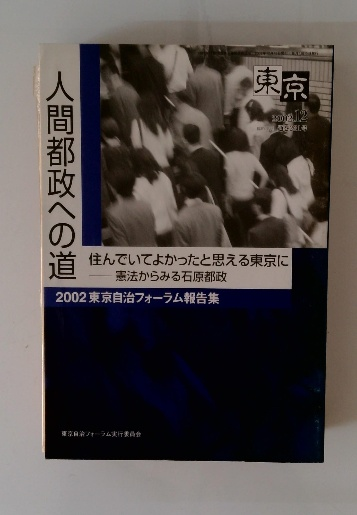 東京
2002.12
人間都政への道
住んでいてよかったと思える東京に
――憲法からみる石原都政
2002東京自治フォーラム報告集
東京自治フォーラム実行委員会